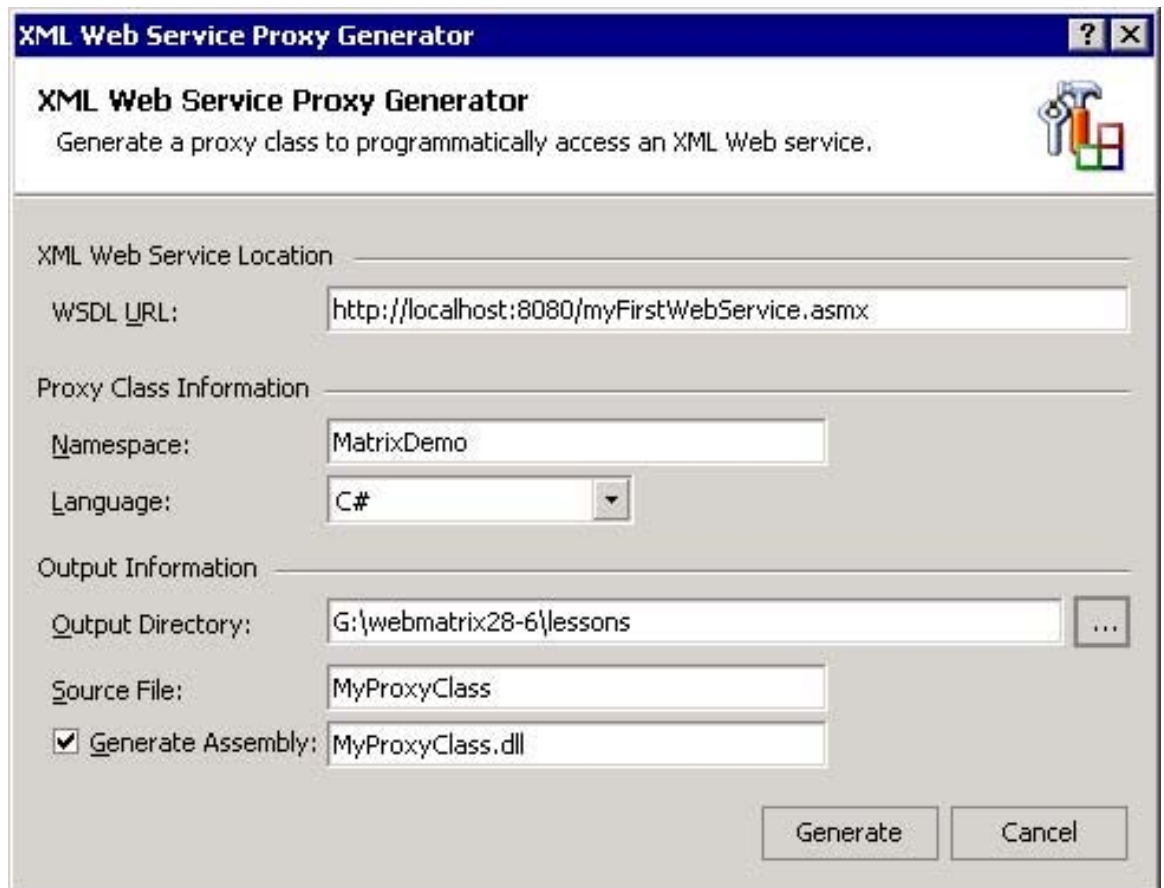 XML Web Service Proxy Generator
XML Web Service Proxy Generator
Generate a proxy class to programmatically access an XML Web service.
XML Web Service Location
WSDL URL: http://localhost:8080/myFirstWebService.asmx
Proxy Class Information
Namespace: MatrixDemo
Language: C#
Output Information
Output Directory: G:\webmatrix28-6\lessons ...
Source File: MyProxyClass
Generate Assembly: MyProxyClass.dll
Generate Cancel